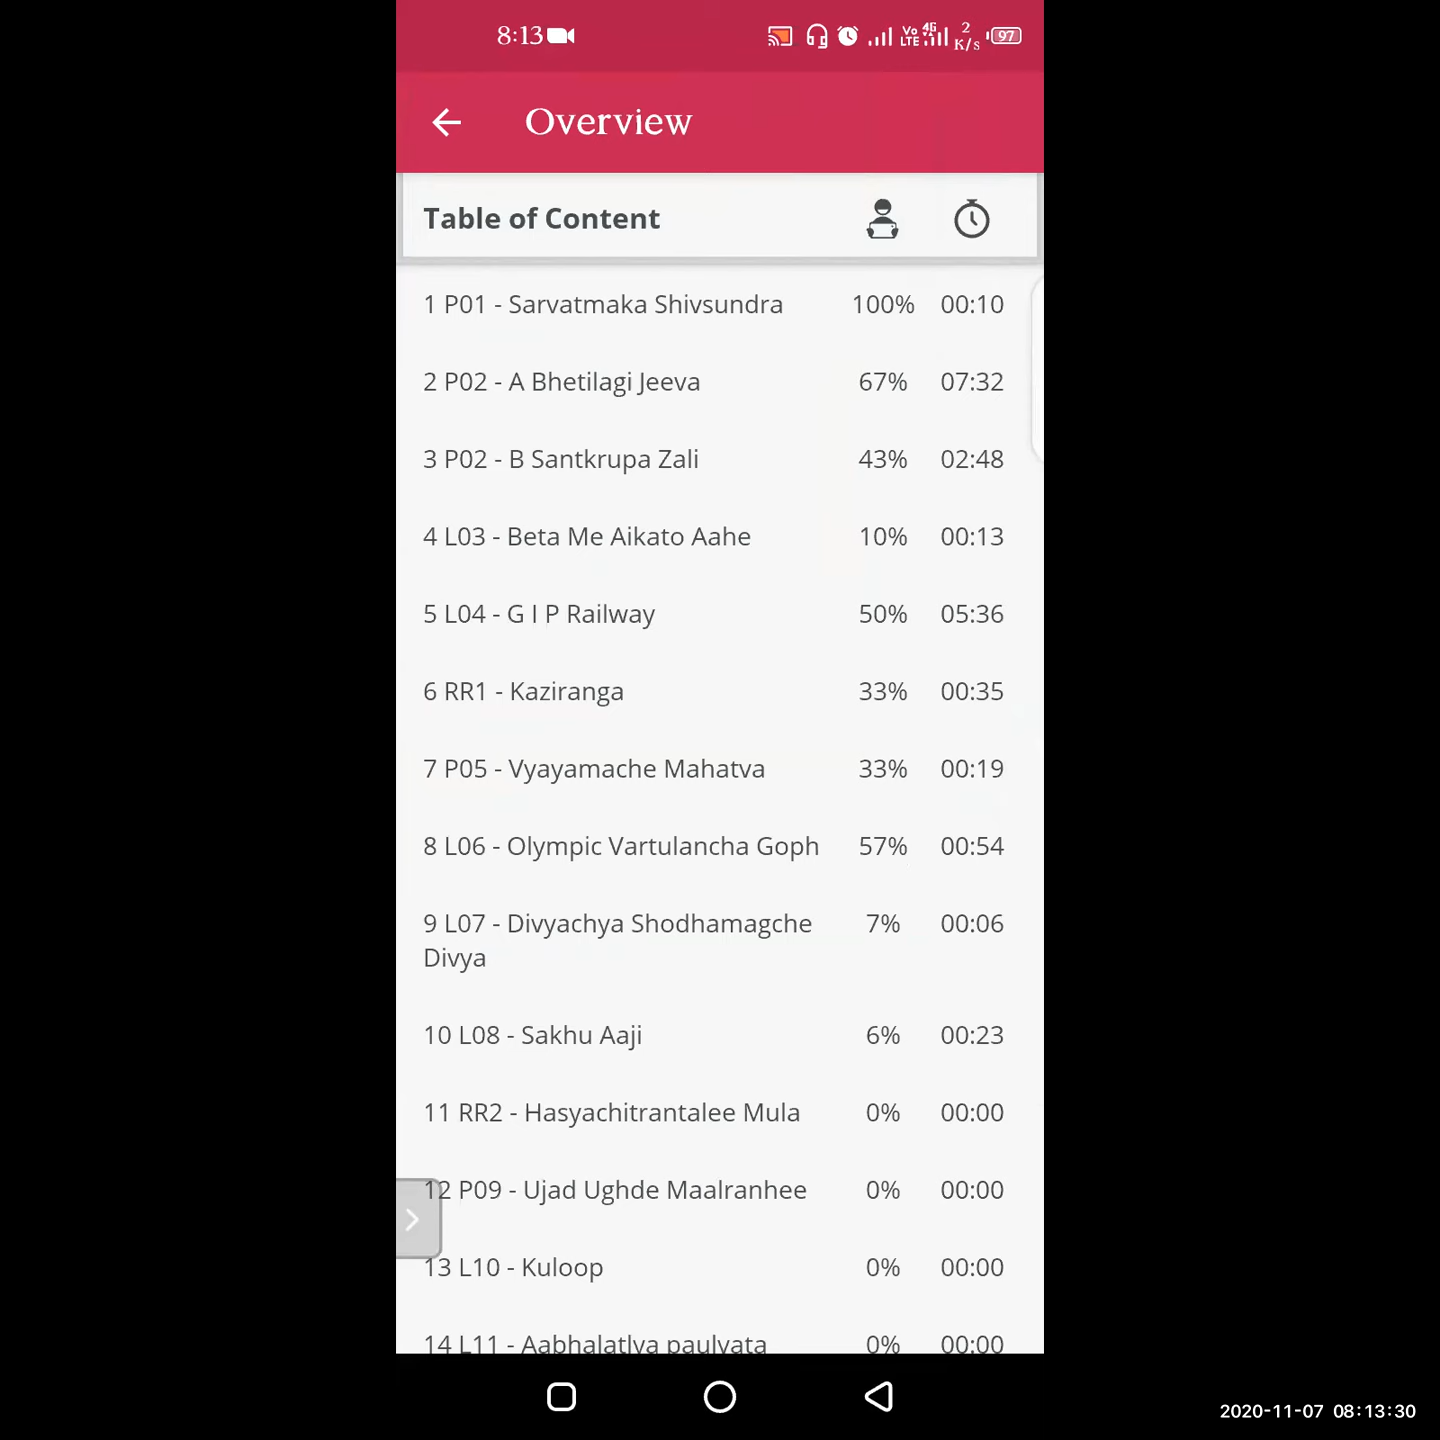 8:13
Vo
LTE
4G
2
K/s
97
Overview
Table of Content
1 P01 - Sarvatmaka Shivsundra 100% 00:10
2 P02 - A Bhetilagi Jeeva 67% 07:32
3 P02 - B Santkrupa Zali 43% 02:48
4 L03 - Beta Me Aikato Aahe 10% 00:13
5 L04 - G I P Railway 50% 05:36
6 RR1 - Kaziranga 33% 00:35
7 P05 - Vyayamache Mahatva 33% 00:19
8 L06 - Olympic Vartulancha Goph 57% 00:54
9 L07 - Divyachya Shodhamagche 7% 00:06
Divya
10 L08 - Sakhu Aaji 6% 00:23
11 RR2 - Hasyachitrantalee Mula 0% 00:00
12 P09 - Ujad Ughde Maalranhee 0% 00:00
13 L10 - Kuloop 0% 00:00
14 L11 - Aabhalatlya paulvata 0% 00:00
2020-11-07 08:13:30